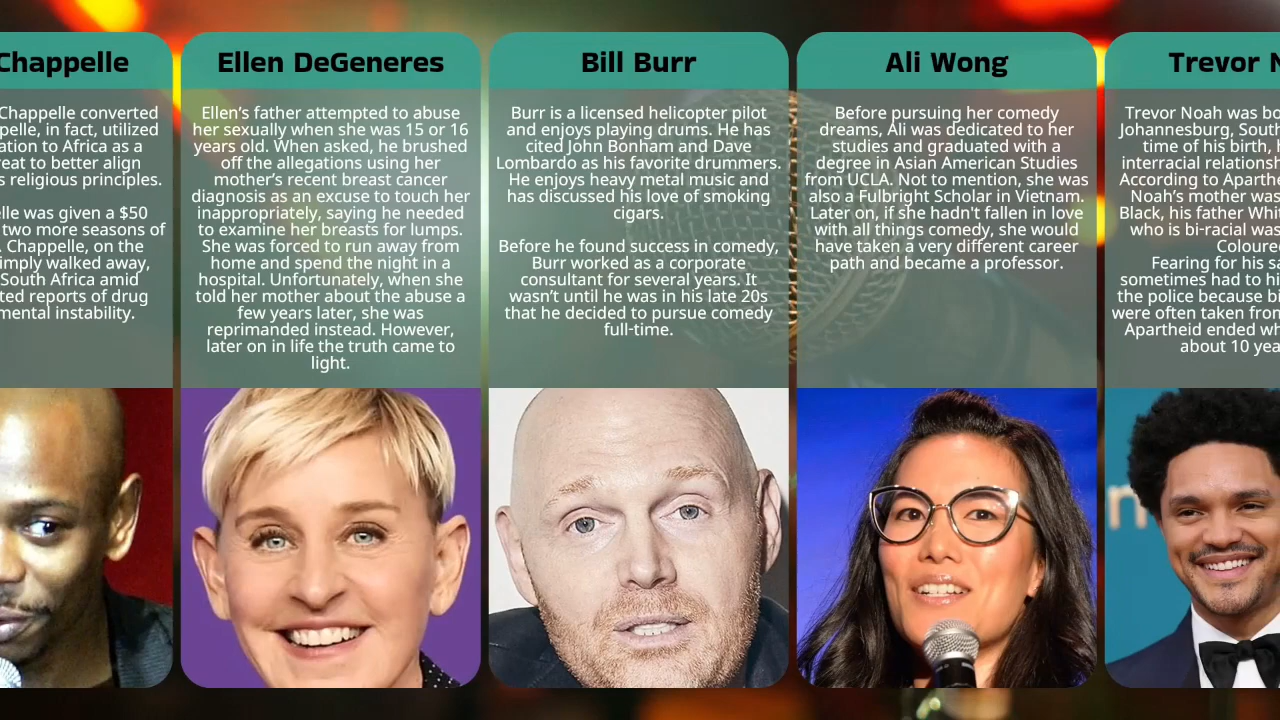 Chappelle
Chappelle converted
pelle, in fact, utilized
ation to Africa as a
reat to better align
s religious principles.
elle was given a $50
two more seasons of
. Chappelle, on the
imply walked away,
South Africa amid
ted reports of drug
mental instability.
Ellen DeGeneres
Ellen’s father attempted to abuse
her sexually when she was 15 or 16
years old. When asked, he brushed
off the allegations using her
mother’s recent breast cancer
diagnosis as an excuse to touch her
inappropriately, saying he needed
to examine her breasts for lumps.
She was forced to run away from
home and spend the night in a
hospital. Unfortunately, when she
told her mother about the abuse a
few years later, she was
reprimanded instead. However,
later on in life the truth came to
light.
Bill Burr
Burr is a licensed helicopter pilot
and enjoys playing drums. He has
cited John Bonham and Dave
Lombardo as his favorite drummers.
He enjoys heavy metal music and
has discussed his love of smoking
cigars.
Before he found success in comedy,
Burr worked as a corporate
consultant for several years. It
wasn’t until he was in his late 20s
that he decided to pursue comedy
full-time.
Ali Wong
Before pursuing her comedy
dreams, Ali was dedicated to her
studies and graduated with a
degree in Asian American Studies
from UCLA. Not to mention, she was
also a Fulbright Scholar in Vietnam.
Later on, if she hadn't fallen in love
with all things comedy, she would
have taken a very different career
path and became a professor.
Trevor N
Trevor Noah was bo
Johannesburg, South
time of his birth, h
interracial relationsh
According to Aparthe
Noah’s mother was
Black, his father Whit
who is bi-racial was
Coloure
Fearing for his sa
sometimes had to hi
the police because bi
were often taken from
Apartheid ended wh
about 10 yea